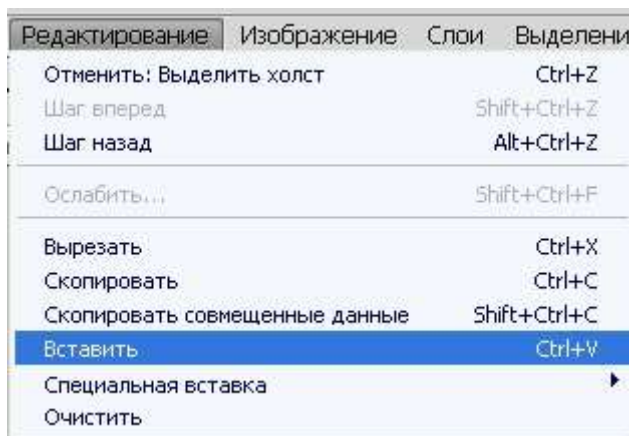 Редактирование Изображение Слои Выделени
Отменить: Выделить холст Ctrl+Z
Шаг вперед Shift+Ctrl+Z
Шаг назад Alt+Ctrl+Z
Ослабить... Shift+Ctrl+F
Вырезать Ctrl+X
Скопировать Ctrl+C
Скопировать совмещенные данные Shift+Ctrl+C
Вставить Ctrl+V
Специальная вставка
Очистить